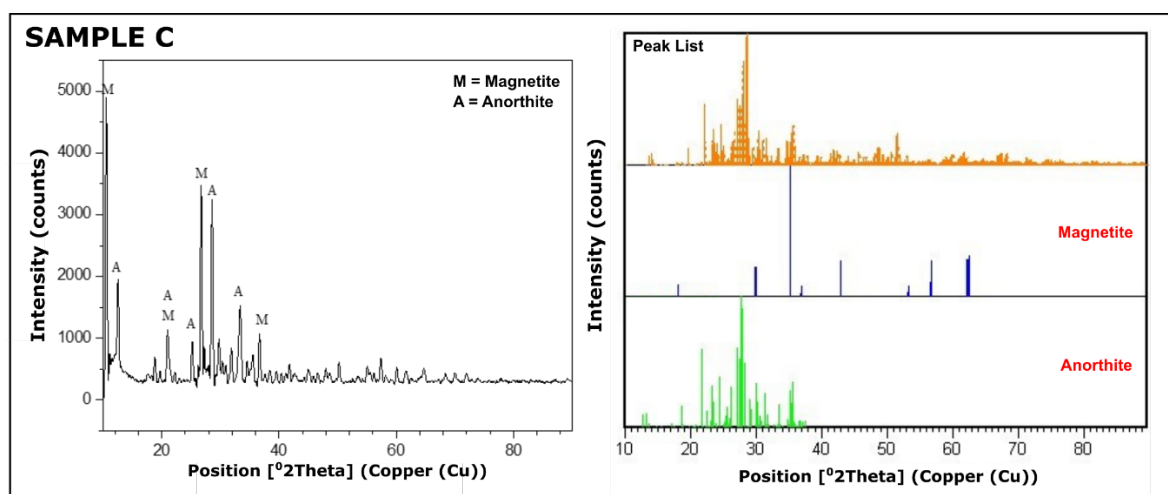 SAMPLE C
M = Magnetite
A = Anorthite
M
A
A
M
A
M
A
A
M
5000
4000
3000
2000
1000
0
20
40
60
80
Intensity (counts)
Position [⁰2Theta] (Copper (Cu))
Peak List
Magnetite
Anorthite
Intensity (counts)
10
20
30
40
50
60
70
80
Position [⁰2Theta] (Copper (Cu))